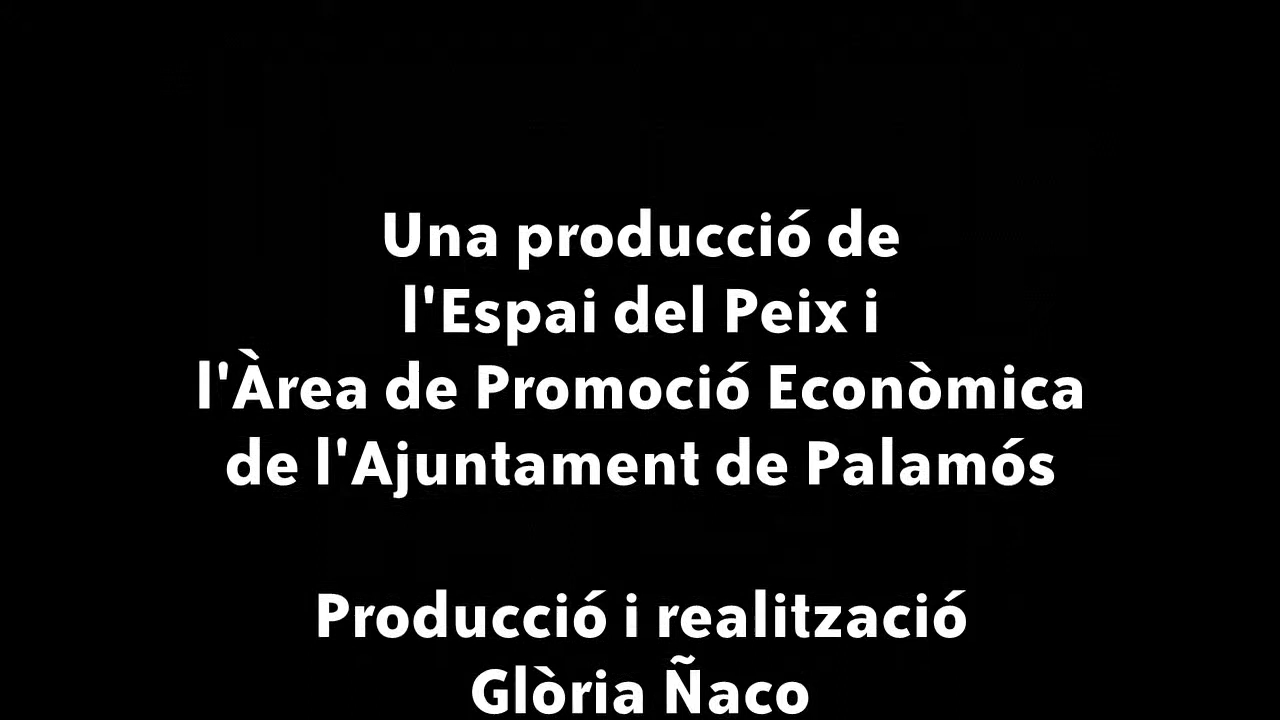 Una producció de
l'Espai del Peix i
l'Àrea de Promoció Econòmica
de l'Ajuntament de Palamós
Producció i realització
Glòria Ñaco